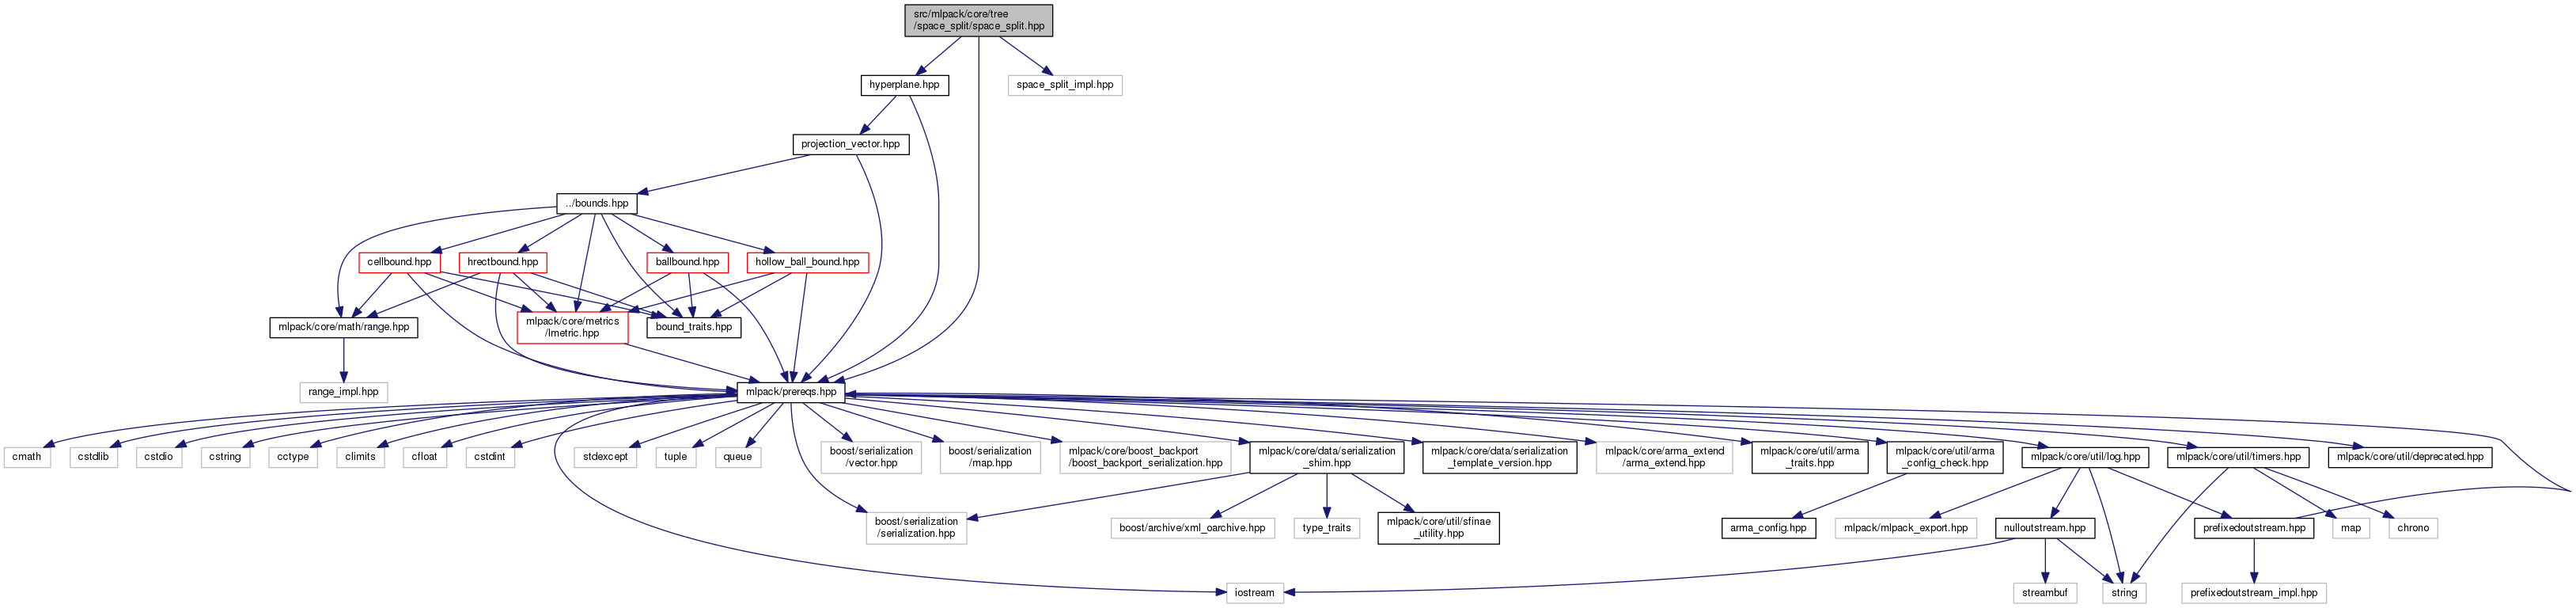 src/mlpack/core/tree
/space_split/space_split.hpp
hyperplane.hpp
space_split_impl.hpp
projection_vector.hpp
../bounds.hpp
cellbound.hpp
hrectbound.hpp
ballbound.hpp
hollow_ball_bound.hpp
mlpack/core/math/range.hpp
mlpack/core/metrics
/lmetric.hpp
bound_traits.hpp
range_impl.hpp
mlpack/prereqs.hpp
cmath
cstdlib
cstdio
cstring
cctype
climits
cfloat
cstdint
stdexcept
tuple
queue
boost/serialization
/vector.hpp
boost/serialization
/map.hpp
mlpack/core/boost_backport
/boost_backport_serialization.hpp
mlpack/core/data/serialization
_shim.hpp
mlpack/core/data/serialization
_template_version.hpp
mlpack/core/arma_extend
/arma_extend.hpp
mlpack/core/util/arma
_traits.hpp
mlpack/core/util/arma
_config_check.hpp
mlpack/core/util/log.hpp
mlpack/core/util/timers.hpp
mlpack/core/util/deprecated.hpp
boost/serialization
/serialization.hpp
boost/archive/xml_oarchive.hpp
type_traits
mlpack/core/util/sfinae
_utility.hpp
arma_config.hpp
mlpack/mlpack_export.hpp
nulloutstream.hpp
prefixedoutstream.hpp
map
chrono
iostream
streambuf
string
prefixedoutstream_impl.hpp